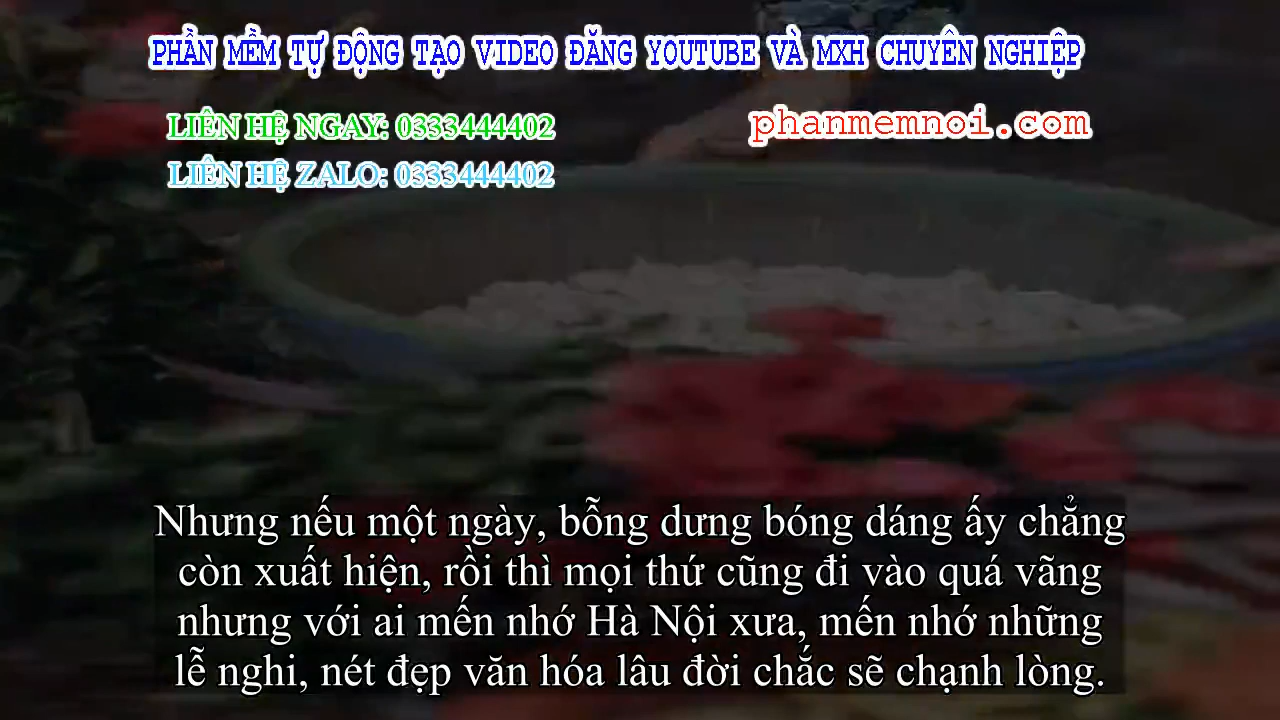 PHẦN MỀM TỰ ĐỘNG TẠO VIDEO ĐĂNG YOUTUBE VÀ MXH CHUYÊN NGHIỆP
LIÊN HỆ NGAY: 0333444402
phanmemnoi.com
LIÊN HỆ ZALO: 0333444402
Nhưng nếu một ngày, bỗng dưng bóng dáng ấy chẳng
còn xuất hiện, rồi thì mọi thứ cũng đi vào quá vãng
nhưng với ai mến nhớ Hà Nội xưa, mến nhớ những
lễ nghi, nét đẹp văn hóa lâu đời chắc sẽ chạnh lòng.